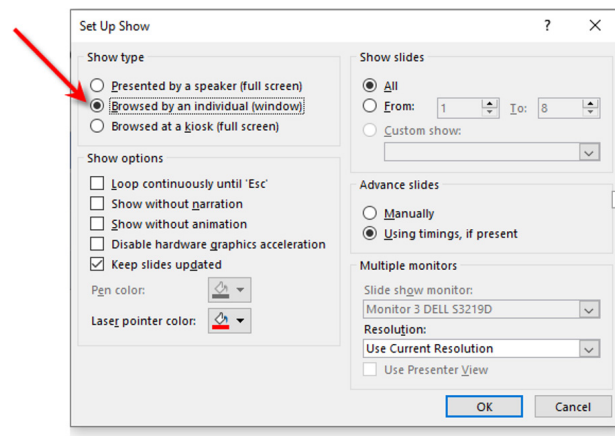 Set Up Show
?
Show type
Presented by a speaker (full screen)
Browsed by an individual (window)
Browsed at a kiosk (full screen)
Show options
Loop continuously until 'Esc'
Show without narration
Show without animation
Disable hardware graphics acceleration
Keep slides updated
Pen color:
Laser pointer color:
Show slides
All
From: 1 To: 8
Custom show:
Advance slides
Manually
Using timings, if present
Multiple monitors
Slide show monitor:
Monitor 3 DELL S3219D
Resolution:
Use Current Resolution
Use Presenter View
OK Cancel